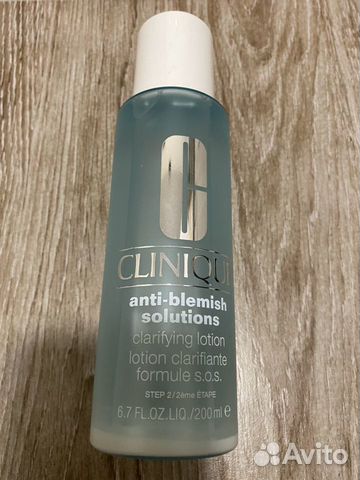 CLINIQUE
anti-blemish
solutions
clarifying lotion
lotion clarifiante
formule s.o.s.
STEP 2/2ème ÉTAPE
6.7 FL.OZ.LIQ./200 ml e
Avito